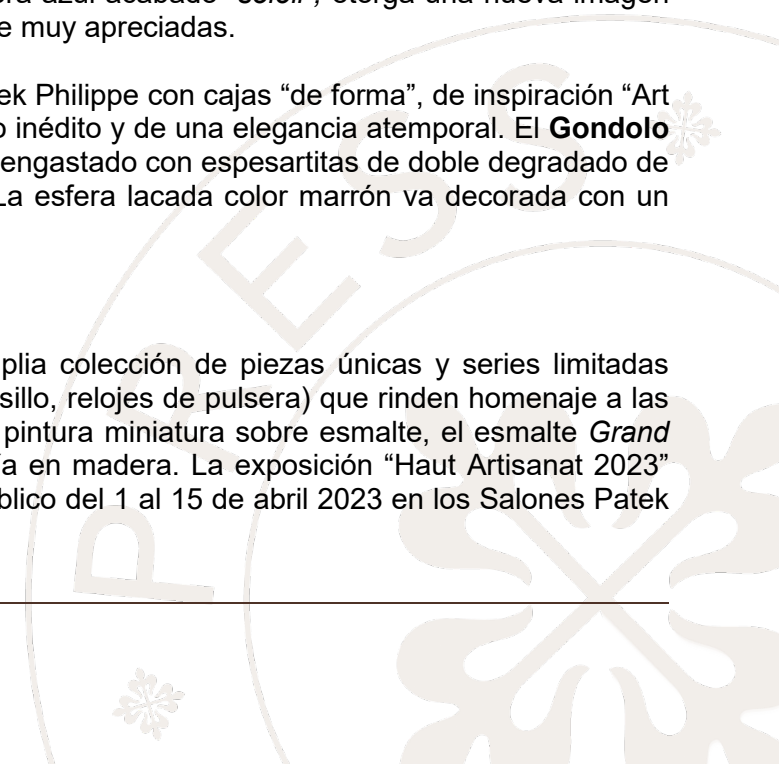 azul acabado "soleil", otorga una nueva imagen
e muy apreciadas.
ek Philippe con cajas “de forma”, de inspiración “Art
o inédito y de una elegancia atemporal. El Gondolo
engastado con espesartitas de doble degradado de
La esfera lacada color marrón va decorada con un
plia colección de piezas únicas y series limitadas
sillo, relojes de pulsera) que rinden homenaje a las
pintura miniatura sobre esmalte, el esmalte Grand
ía en madera. La exposición “Haut Artisanat 2023”
blico del 1 al 15 de abril 2023 en los Salones Patek
PRESS